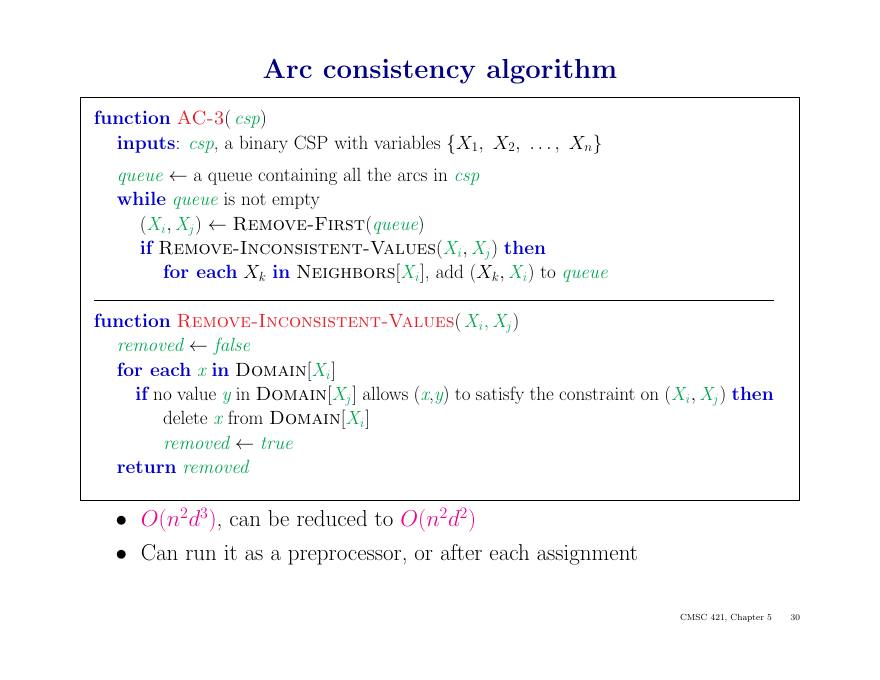 Arc consistency algorithm
function AC-3( csp)
inputs: csp, a binary CSP with variables {X₁, X₂, ..., Xₙ}
queue ← a queue containing all the arcs in csp
while queue is not empty
(Xᵢ, Xⱼ) ← REMOVE-FIRST(queue)
if REMOVE-INCONSISTENT-VALUES(Xᵢ, Xⱼ) then
for each Xₖ in NEIGHBORS[Xᵢ], add (Xₖ, Xᵢ) to queue
function REMOVE-INCONSISTENT-VALUES( Xᵢ, Xⱼ)
removed ← false
for each x in DOMAIN[Xᵢ]
if no value y in DOMAIN[Xⱼ] allows (x,y) to satisfy the constraint on (Xᵢ, Xⱼ) then
delete x from DOMAIN[Xᵢ]
removed ← true
return removed
• O(n²d³), can be reduced to O(n²d²)
• Can run it as a preprocessor, or after each assignment
CMSC 421, Chapter 5 30